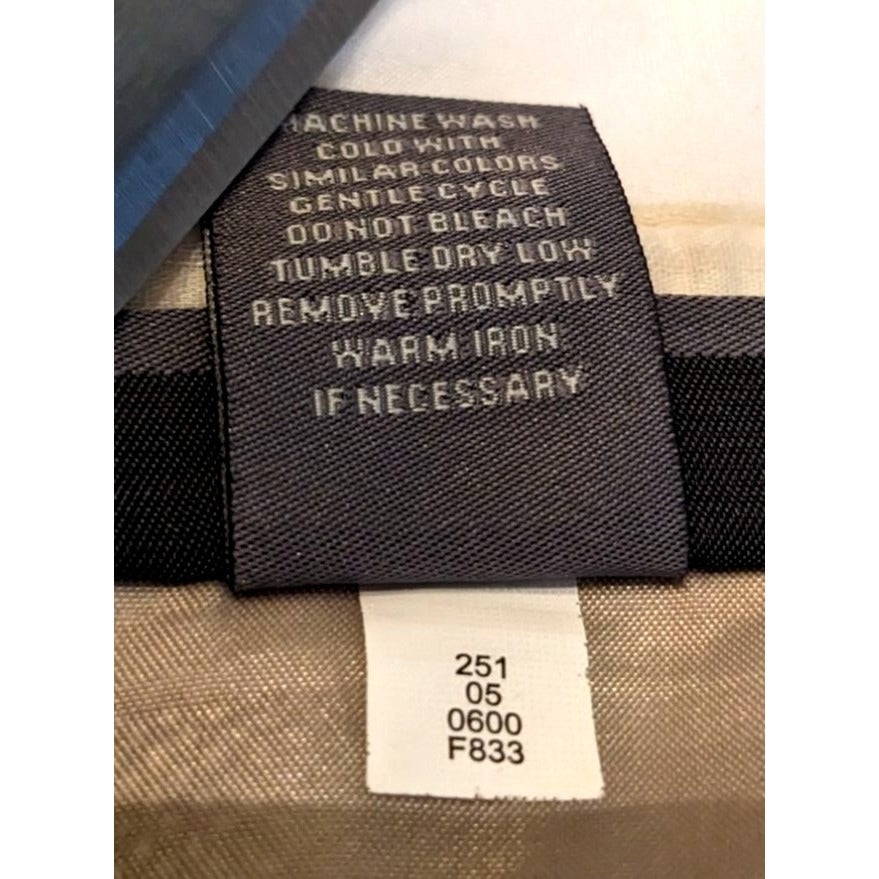 MACHINE WASH
COLD WITH
SIMILAR COLORS
GENTLE CYCLE
DO NOT BLEACH
TUMBLE DRY LOW
REMOVE PROMPTLY
WARM IRON
IF NECESSARY
251
05
0600
F833